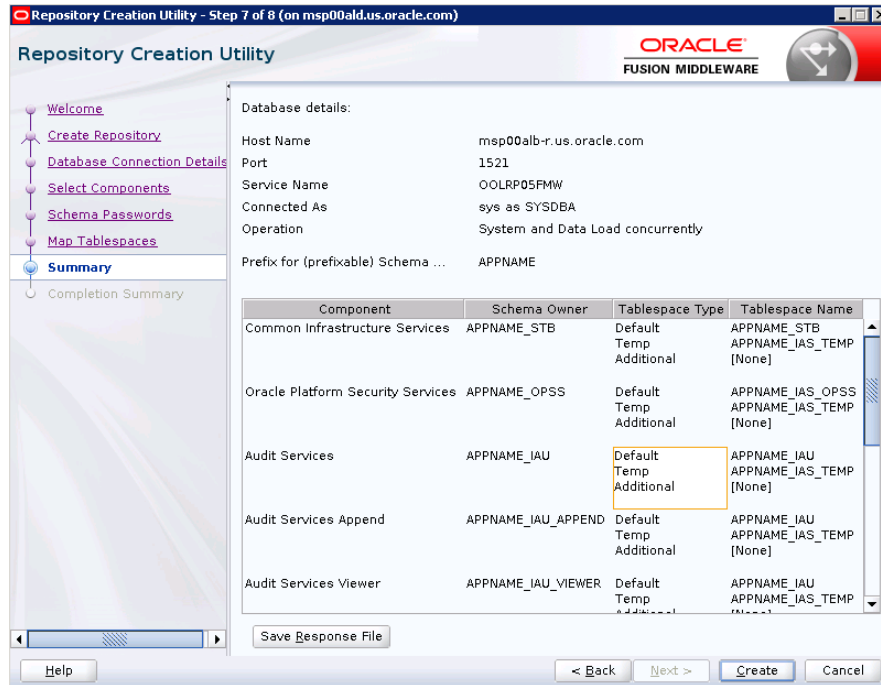 Repository Creation Utility - Step 7 of 8 (on msp00ald.us.oracle.com)
Repository Creation Utility
ORACLE
FUSION MIDDLEWARE
Welcome
Create Repository
Database Connection Details
Select Components
Schema Passwords
Map Tablespaces
Summary
Completion Summary
Database details:
Host Name msp00alb-r.us.oracle.com
Port 1521
Service Name OOLRP05FMW
Connected As sys as SYSDBA
Operation System and Data Load concurrently
Prefix for (prefixable) Schema ... APPNAME
Component Schema Owner Tablespace Type Tablespace Name
Common Infrastructure Services APPNAME_STB Default APPNAME_STB
Temp APPNAME_IAS_TEMP
Additional [None]
Oracle Platform Security Services APPNAME_OPSS Default APPNAME_IAS_OPSS
Temp APPNAME_IAS_TEMP
Additional [None]
Audit Services APPNAME_IAU Default APPNAME_IAU
Temp APPNAME_IAS_TEMP
Additional [None]
Audit Services Append APPNAME_IAU_APPEND Default APPNAME_IAU
Temp APPNAME_IAS_TEMP
Additional [None]
Audit Services Viewer APPNAME_IAU_VIEWER Default APPNAME_IAU
Temp APPNAME_IAS_TEMP
Save Response File
Help < Back Next > Create Cancel